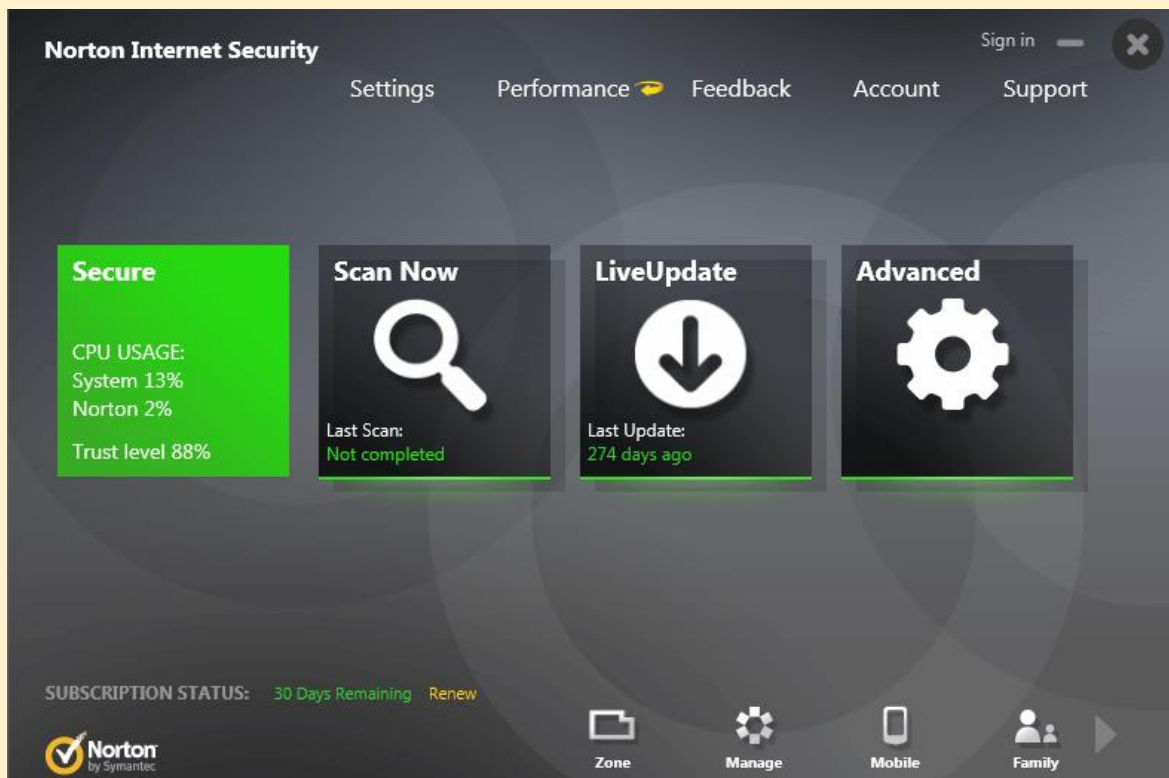 Norton Internet Security
Sign in
Settings Performance Feedback Account Support
Secure
CPU USAGE:
System 13%
Norton 2%
Trust level 88%
Scan Now
Last Scan:
Not completed
LiveUpdate
Last Update:
274 days ago
Advanced
SUBSCRIPTION STATUS: 30 Days Remaining Renew
Norton
by Symantec
Zone Manage Mobile Family